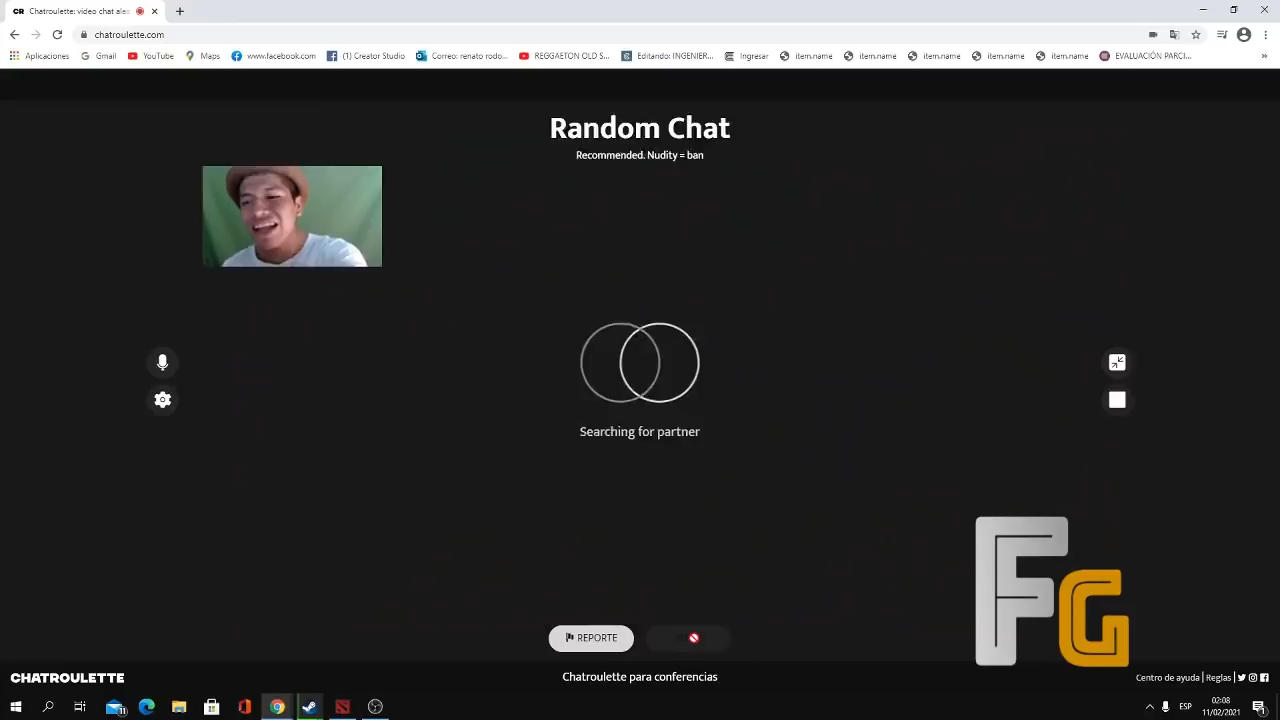 CR Chatroulette: video chat ale
chatroulette.com
Aplicaciones Gmail YouTube Maps www.facebook.com (1) Creator Studio Correo: renato rodo... REGGAETON OLD S... Editando: INGENIER... Ingresar item.name item.name item.name item.name item.name EVALUACIÓN PARCI... »
Random Chat
Recommended. Nudity = ban
Searching for partner
REPORTE
FG
CHATROULETTE
Chatroulette para conferencias
Centro de ayuda | Reglas |
ESP
02:08
11/02/2021